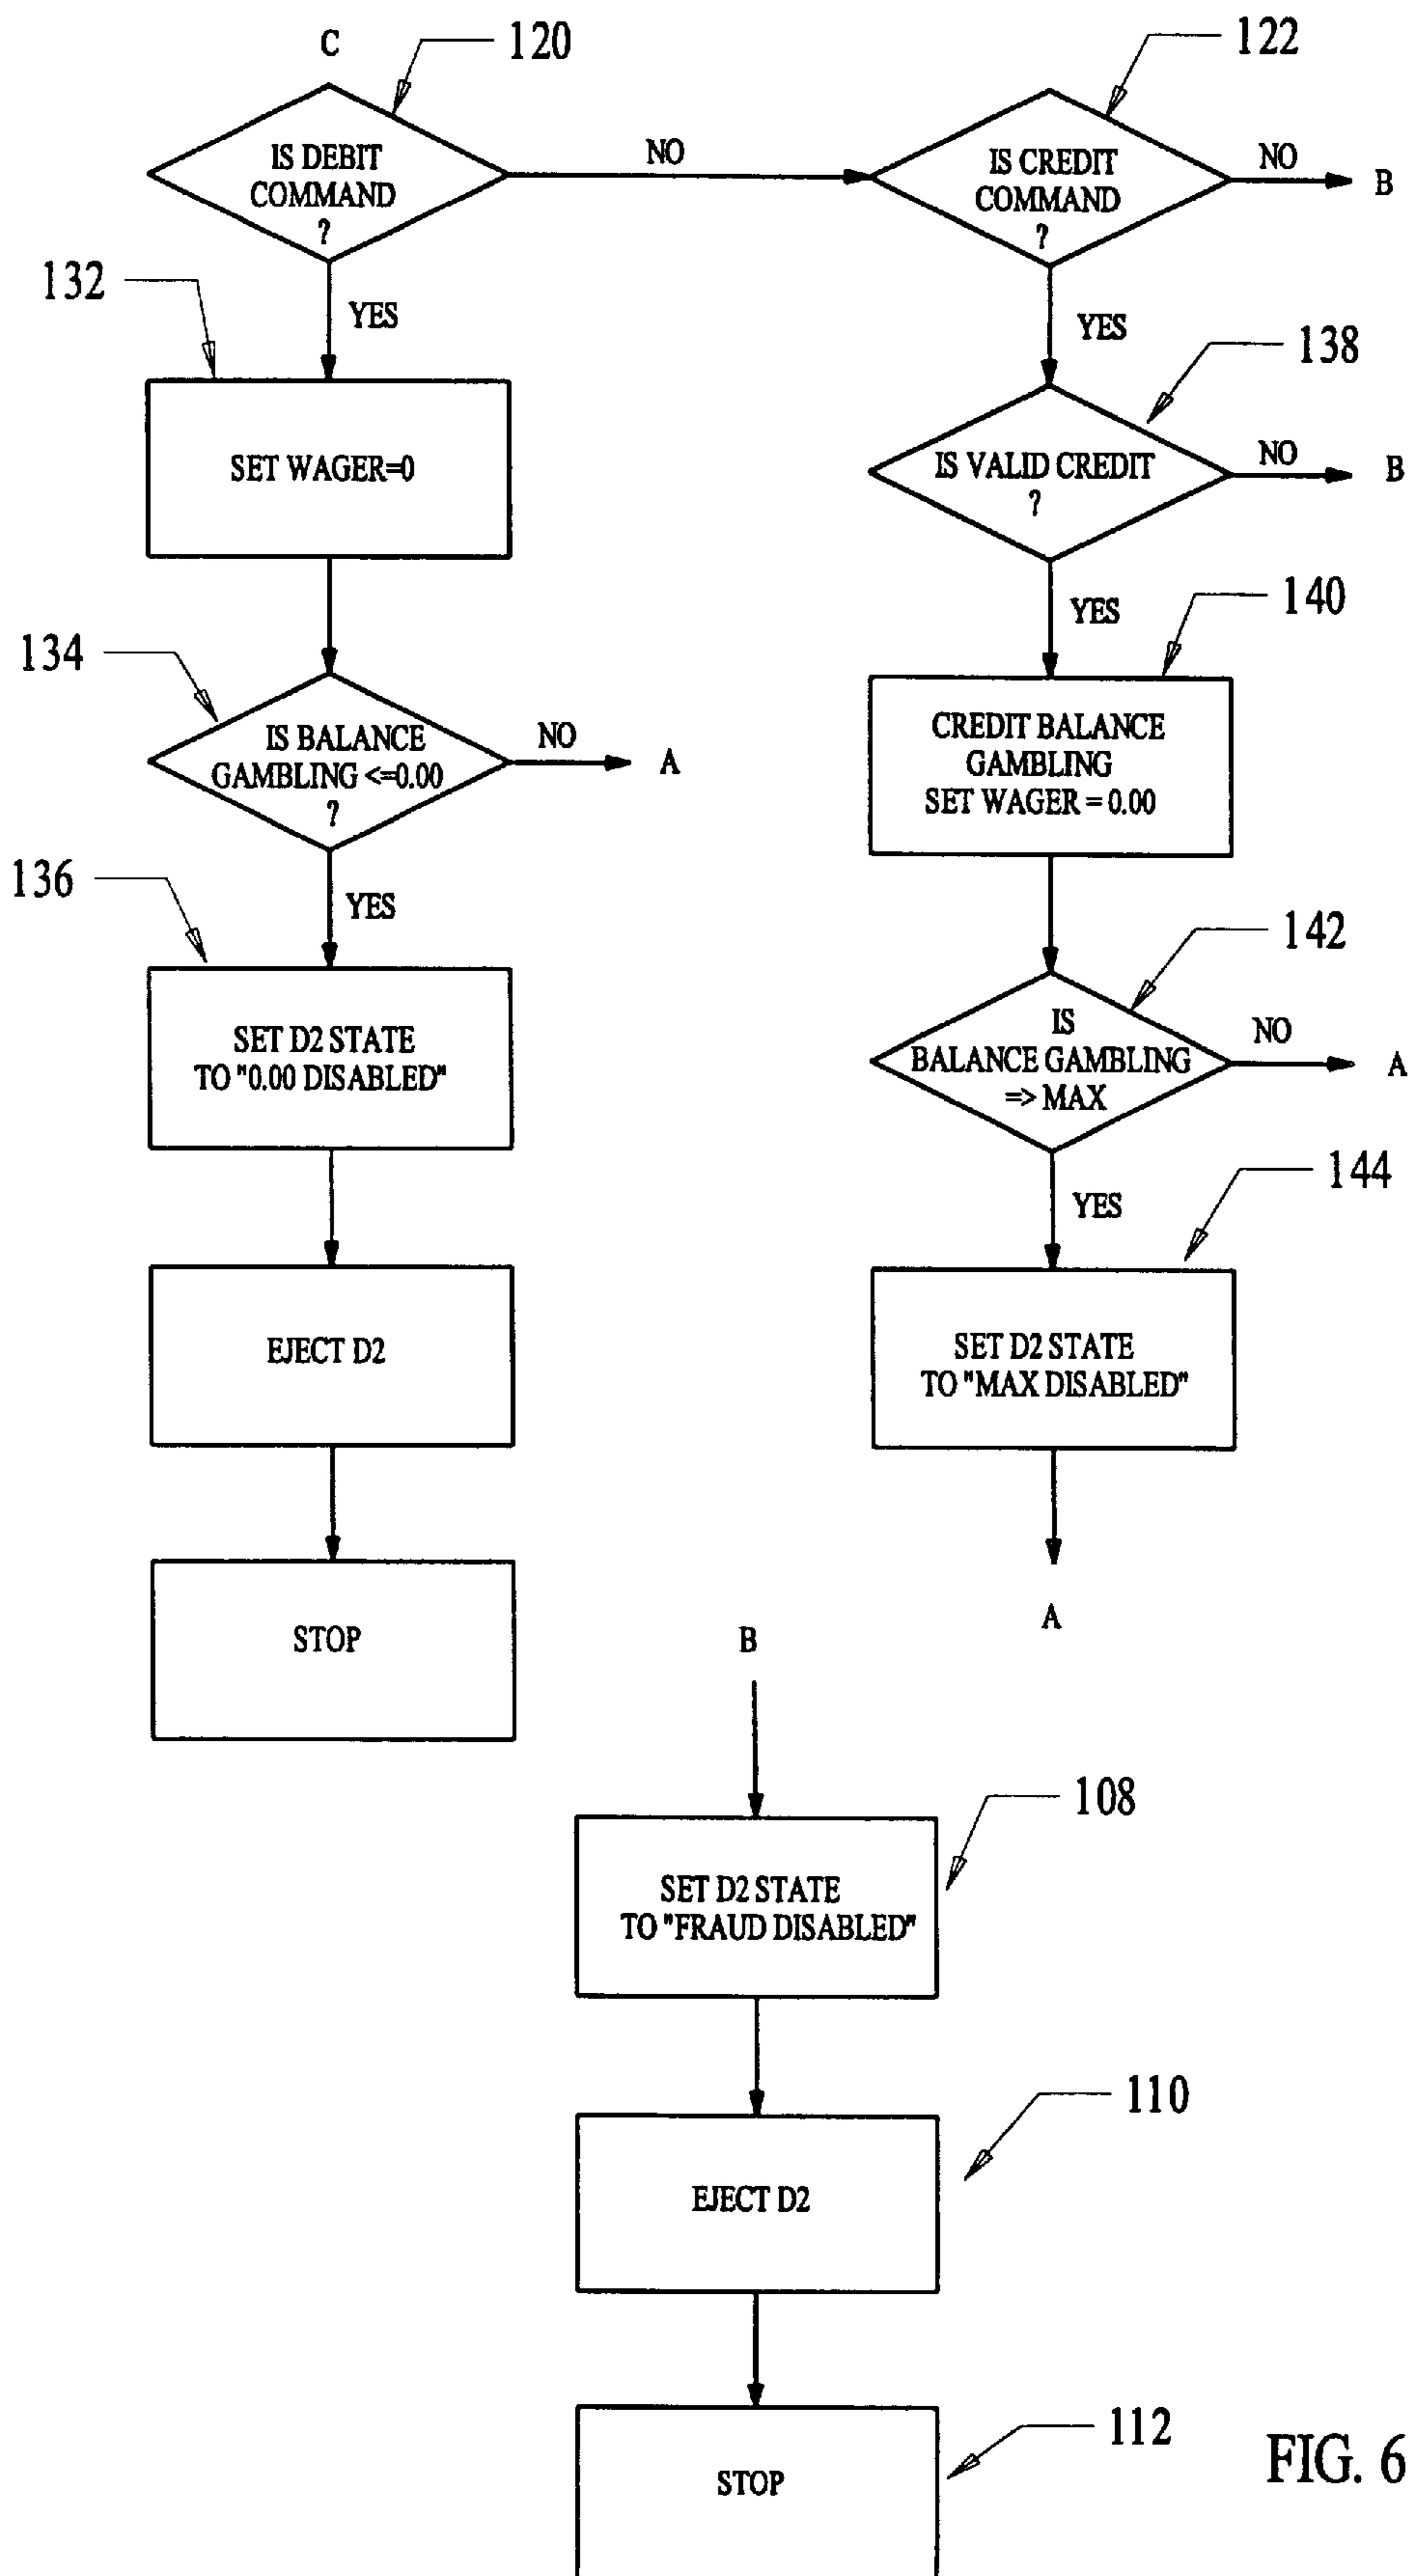 C
120
122
IS DEBIT
COMMAND
?
NO
IS CREDIT
COMMAND
?
NO
B
132
YES
YES
138
SET WAGER=0
IS VALID CREDIT
?
NO
B
134
YES
140
IS BALANCE
GAMBLING <=0.00
?
NO
A
CREDIT BALANCE
GAMBLING
SET WAGER = 0.00
136
YES
142
SET D2 STATE
TO "0.00 DISABLED"
IS
BALANCE GAMBLING
=> MAX
NO
A
YES
144
EJECT D2
SET D2 STATE
TO "MAX DISABLED"
STOP
A
B
108
SET D2 STATE
TO "FRAUD DISABLED"
110
EJECT D2
112
STOP
FIG. 6